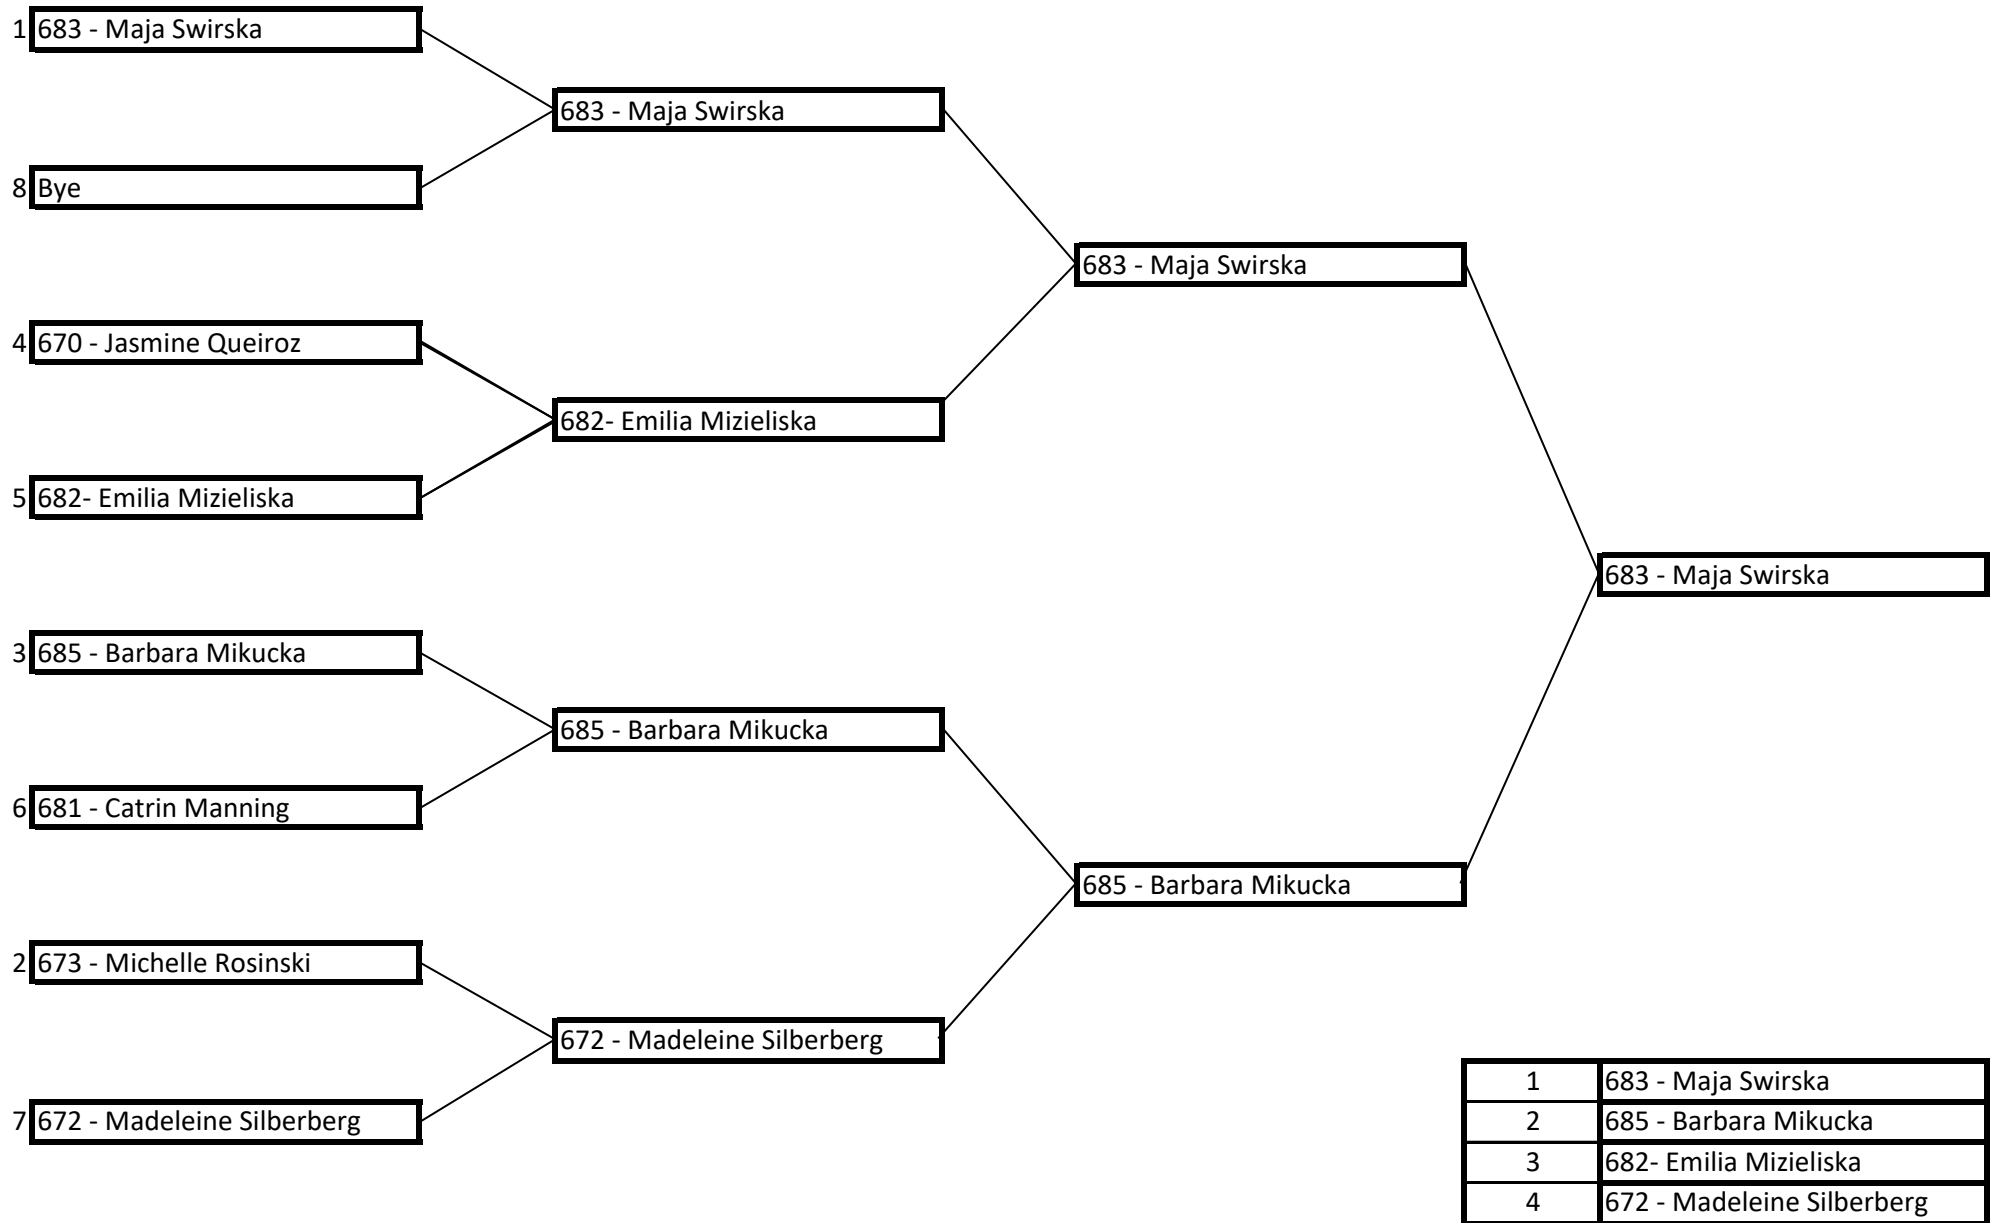 1 683 - Maja Swirska
683 - Maja Swirska
8 Bye
683 - Maja Swirska
4 670 - Jasmine Queiroz
682- Emilia Mizieliska
5 682- Emilia Mizieliska
683 - Maja Swirska
3 685 - Barbara Mikucka
685 - Barbara Mikucka
6 681 - Catrin Manning
685 - Barbara Mikucka
2 673 - Michelle Rosinski
672 - Madeleine Silberberg
7 672 - Madeleine Silberberg
1 683 - Maja Swirska
2 685 - Barbara Mikucka
3 682- Emilia Mizieliska
4 672 - Madeleine Silberberg